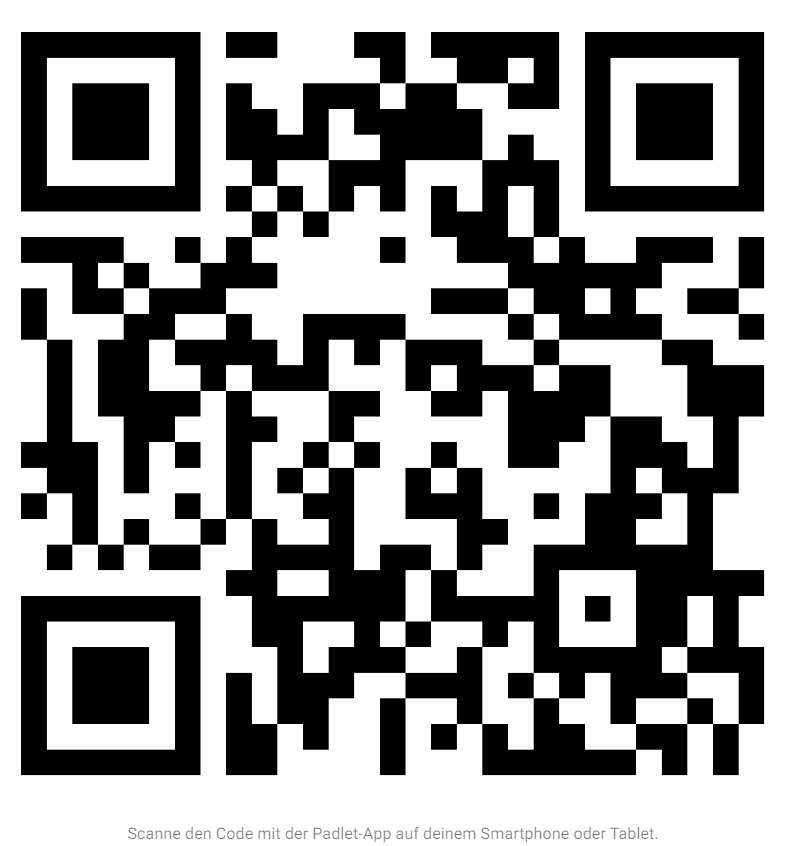 Scanne den Code mit der Padlet-App auf deinem Smartphone oder Tablet.